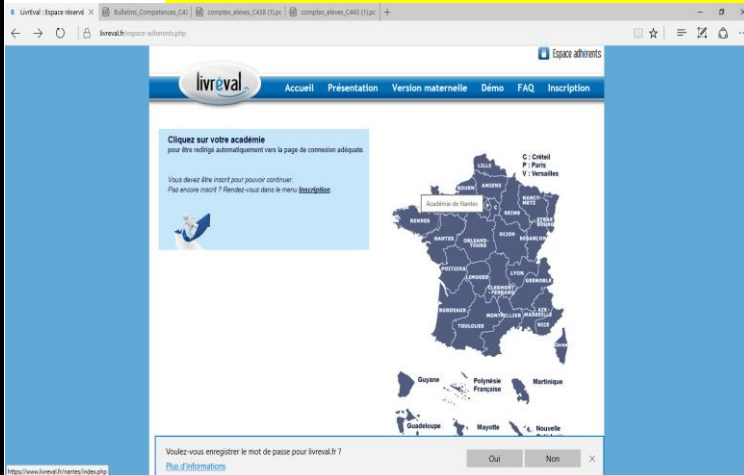 LivrEval : Espace réservé
Bulletins_Competences_C43
comptes_eleves_C438 (1).pc
comptes_eleves_C443 (1).pc
livreval.fr/espace-adherents.php
Espace adhérents
livréval
Accueil Présentation Version maternelle Démo FAQ Inscription
Cliquez sur votre académie
pour être redirigé automatiquement vers la page de connexion adéquate.
Vous devez être inscrit pour pouvoir continuer.
Pas encore inscrit ? Rendez-vous dans le menu Inscription
C : Créteil
P : Paris
V : Versailles
LILLE
ROUEN AMIENS
NANCY-
METZ
Académie de Nantes
P C
REIMS
STRAS
BOURG
RENNES
NANTES
ORLEANS-
TOURS
DIJON
BESANÇON
POITIERS
LIMOGES
LYON
GRENOBLE
CLERMONT
-FERRAND
BORDEAUX
MONTPELLIER
AIX-
MARSEILLE
NICE
TOULOUSE
Corse
Guyane
Polynésie
Française
Martinique
Guadeloupe
Mayotte
Nouvelle
Voulez-vous enregistrer le mot de passe pour livreval.fr ?
Plus d'informations
Oui
Non
https://www.livreval.fr/nantes/index.php